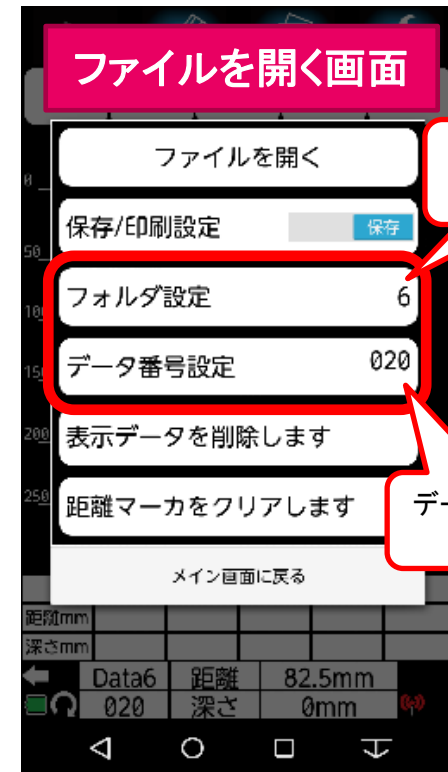 ファイルを開く画面
ファイルを開く
0
保存/印刷設定 保存
50
フォルダ設定 6
100
データ番号設定 020
150
200 表示データを削除します
250
距離マーカをクリアします
デー
メイン画面に戻る
距離mm
深さmm
Data6 距離 82.5mm
020 深さ 0mm